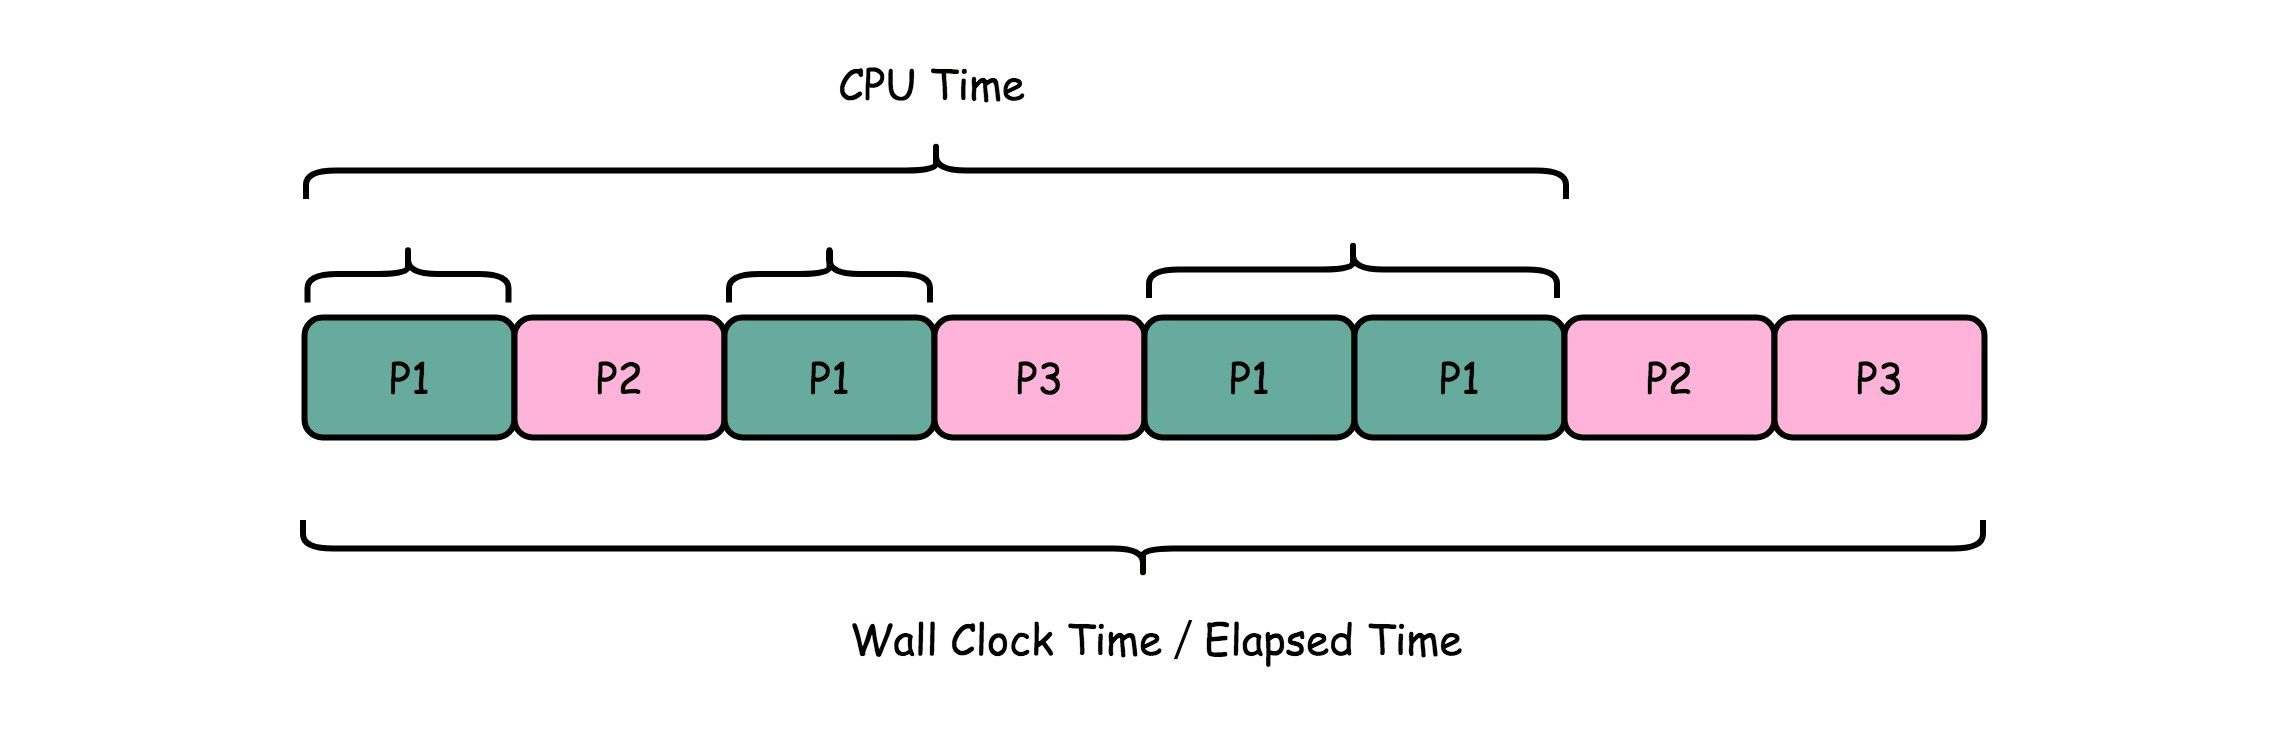 CPU Time
P1 P2 P1 P3 P1 P1 P2 P3
Wall Clock Time / Elapsed Time